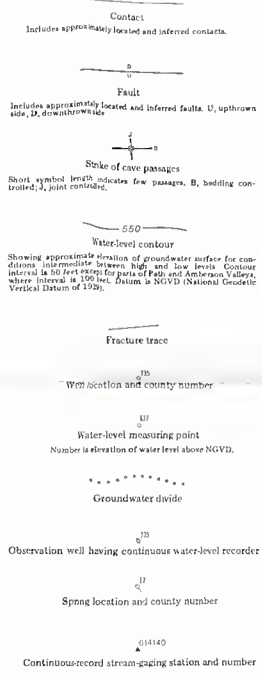 Contact
Includes approximately located and inferred contacts.
D
U
Fault
Includes approximately located and inferred faults. U, upthrown
side, D, downthrown side
J
B
Strike of cave passages
Short symbol length indicates few passages. B, bedding con-
trolled; J, joint controlled.
550
Water-level contour
Showing approximate elevation of groundwater surface for con-
ditions intermediate between high and low levels Contour
interval is 50 feet except for parts of Path and Amberson Valleys,
where interval is 100 feet. Datum is NGVD (National Geodetic
Vertical Datum of 1929).
Fracture trace
Well location and county number
637
Water-level measuring point
Number is elevation of water level above NGVD.
Groundwater divide
Observation well having continuous water-level recorder
12
Spring location and county number
014140
Continuous-record stream-gaging station and number